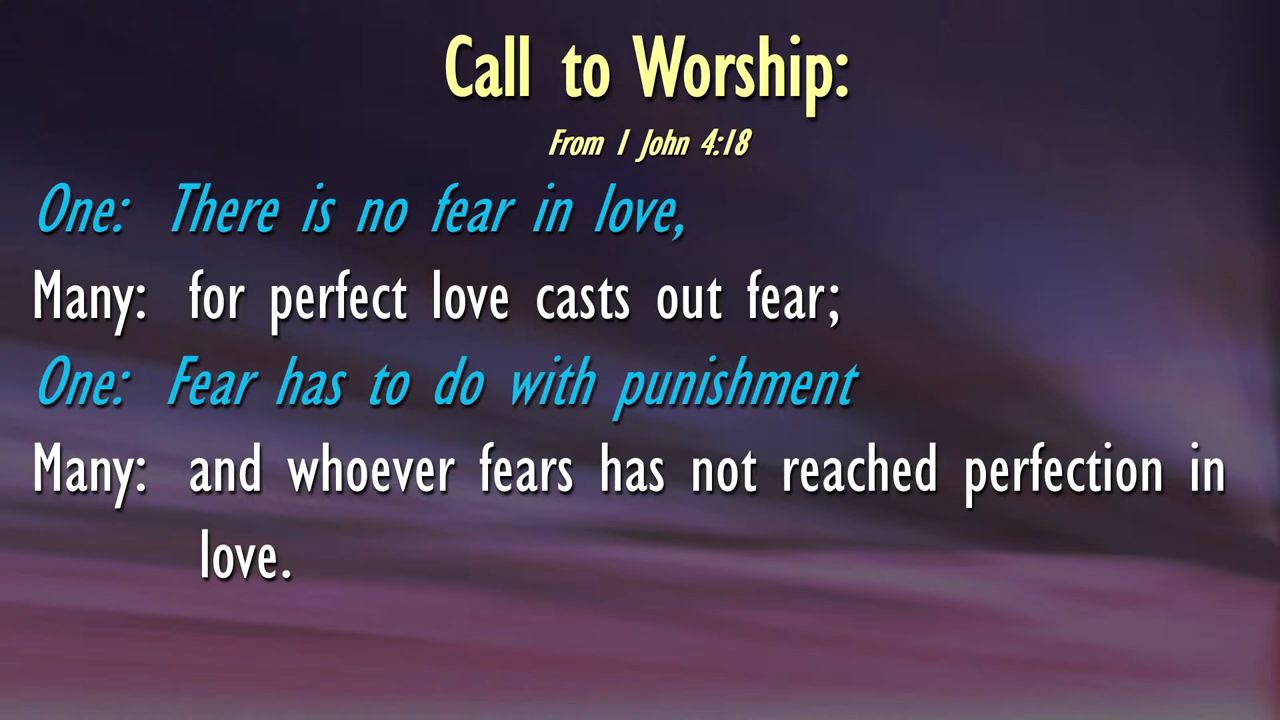 Call to Worship:
From 1 John 4:18
One: There is no fear in love,
Many: for perfect love casts out fear;
One: Fear has to do with punishment
Many: and whoever fears has not reached perfection in
love.